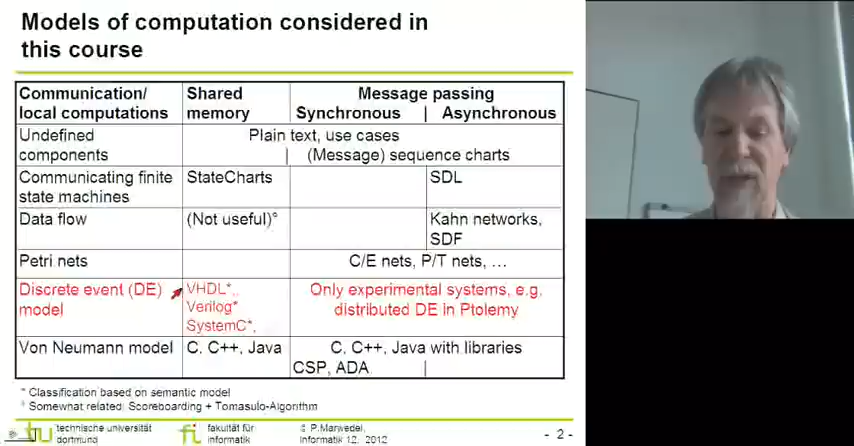 Models of computation considered in
this course
Communication/ Shared Message passing
local computations memory Synchronous | Asynchronous
Undefined Plain text, use cases
components | (Message) sequence charts
Communicating finite StateCharts SDL
state machines
Data flow (Not useful)° Kahn networks,
SDF
Petri nets C/E nets, P/T nets, …
Discrete event (DE) VHDL*, Only experimental systems, e.g.
model Verilog* distributed DE in Ptolemy
SystemC*,
Von Neumann model C, C++, Java C, C++, Java with libraries
CSP, ADA |
* Classification based on semantic model
° Somewhat related: Scoreboarding + Tomasulo-Algorithm
technische universität fakultät für © P.Marwedel,
dortmund informatik Informatik 12, 2012
- 2 -